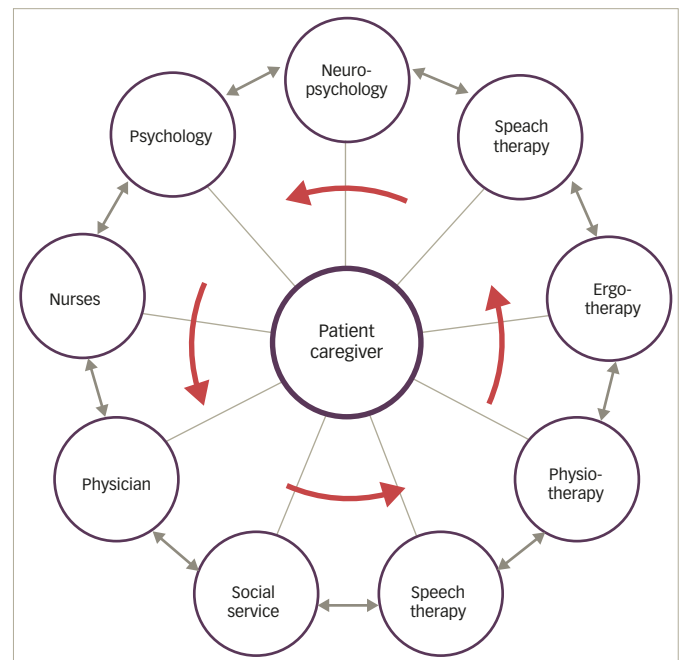 Neuro-
psychology
Speach
therapy
Ergo-
therapy
Physio-
therapy
Speech
therapy
Social
service
Physician
Nurses
Psychology
Patient
caregiver